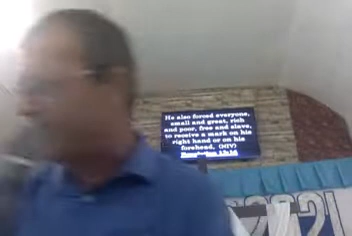 He also forced everyone,
small and great, rich
and poor, free and slave,
to receive a mark on his
right hand or on his
forehead, (NIV)